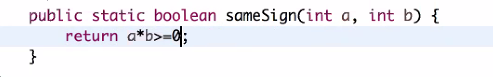 public static boolean sameSign(int a, int b) {
    return a*b>=0;
}